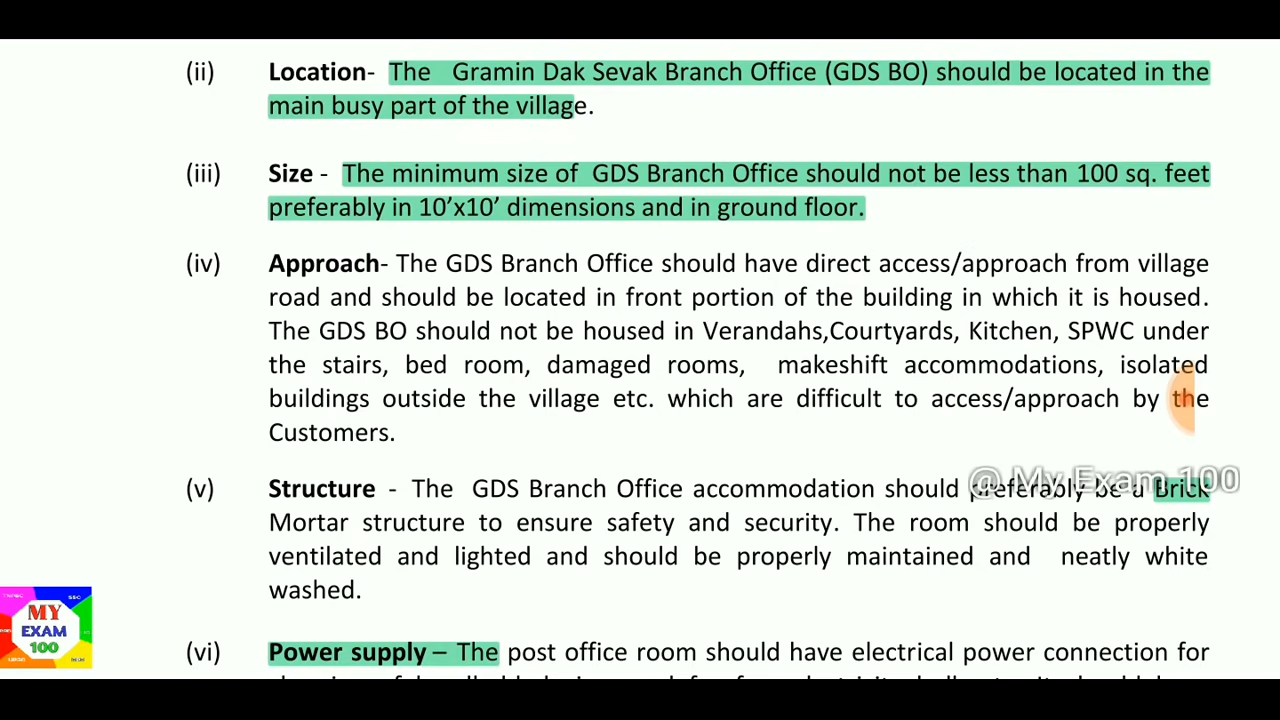 (ii) Location- The Gramin Dak Sevak Branch Office (GDS BO) should be located in the
main busy part of the village.
(iii) Size - The minimum size of GDS Branch Office should not be less than 100 sq. feet
preferably in 10’x10’ dimensions and in ground floor.
(iv) Approach- The GDS Branch Office should have direct access/approach from village
road and should be located in front portion of the building in which it is housed.
The GDS BO should not be housed in Verandahs,Courtyards, Kitchen, SPWC under
the stairs, bed room, damaged rooms, makeshift accommodations, isolated
buildings outside the village etc. which are difficult to access/approach by the
Customers.
@ My Exam 100
(v) Structure - The GDS Branch Office accommodation should preferably be a Brick
Mortar structure to ensure safety and security. The room should be properly
ventilated and lighted and should be properly maintained and neatly white
washed.
SSC
MY
EXAM
100
(vi) Power supply – The post office room should have electrical power connection for